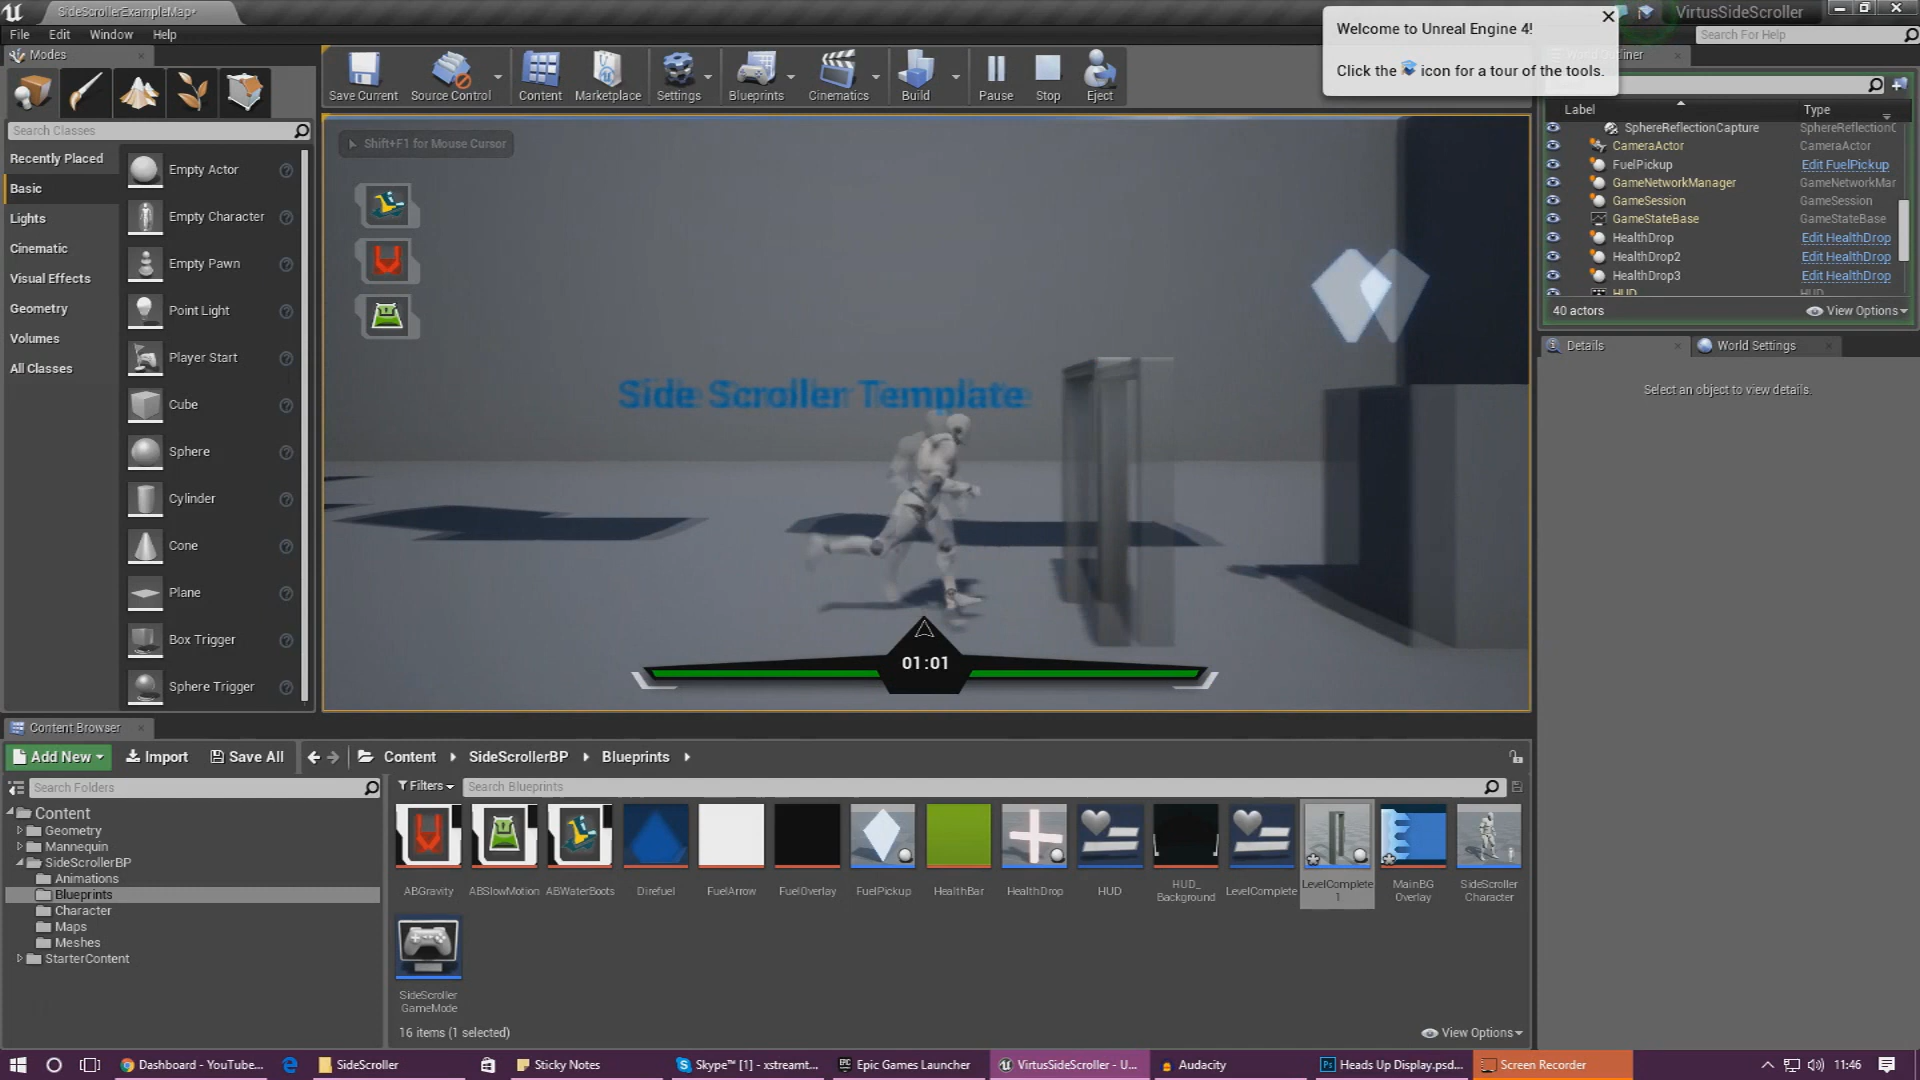 SideScrollerExampleMap*
VirtusSideScroller
File Edit Window Help
Search For Help
Welcome to Unreal Engine 4!
Click the icon for a tour of the tools.
Modes
Save Current
Source Control
Content
Marketplace
Settings
Blueprints
Cinematics
Build
Pause
Stop
Eject
Search Classes
Recently Placed
Basic
Lights
Cinematic
Visual Effects
Geometry
Volumes
All Classes
Empty Actor
Empty Character
Empty Pawn
Point Light
Player Start
Cube
Sphere
Cylinder
Cone
Plane
Box Trigger
Sphere Trigger
Shift+F1 for Mouse Cursor
Side Scroller Template
01:01
Label Type
SphereReflectionCapture SphereReflectionC
CameraActor CameraActor
FuelPickup Edit FuelPickup
GameNetworkManager GameNetworkMar
GameSession GameSession
GameStateBase GameStateBase
HealthDrop Edit HealthDrop
HealthDrop2 Edit HealthDrop
HealthDrop3 Edit HealthDrop
HUD HUD
40 actors
View Options
Details
World Settings
Select an object to view details.
Content Browser
Add New
Import
Save All
Content
SideScrollerBP
Blueprints
Search Folders
Filters
Search Blueprints
Content
Geometry
Mannequin
SideScrollerBP
Animations
Blueprints
Character
Maps
Meshes
StarterContent
ABGravity
ABSlowMotion
ABWaterBoots
Direfuel
FuelArrow
FuelOverlay
FuelPickup
HealthBar
HealthDrop
HUD
HUD_
Background
LevelComplete
LevelComplete
1
MainBG
Overlay
SideScroller
Character
SideScroller
GameMode
16 items (1 selected)
View Options
Dashboard - YouTube...
SideScroller
Sticky Notes
Skype™ [1] - xstreamt...
Epic Games Launcher
VirtusSideScroller - U...
Audacity
Heads Up Display.psd...
Screen Recorder
11:46